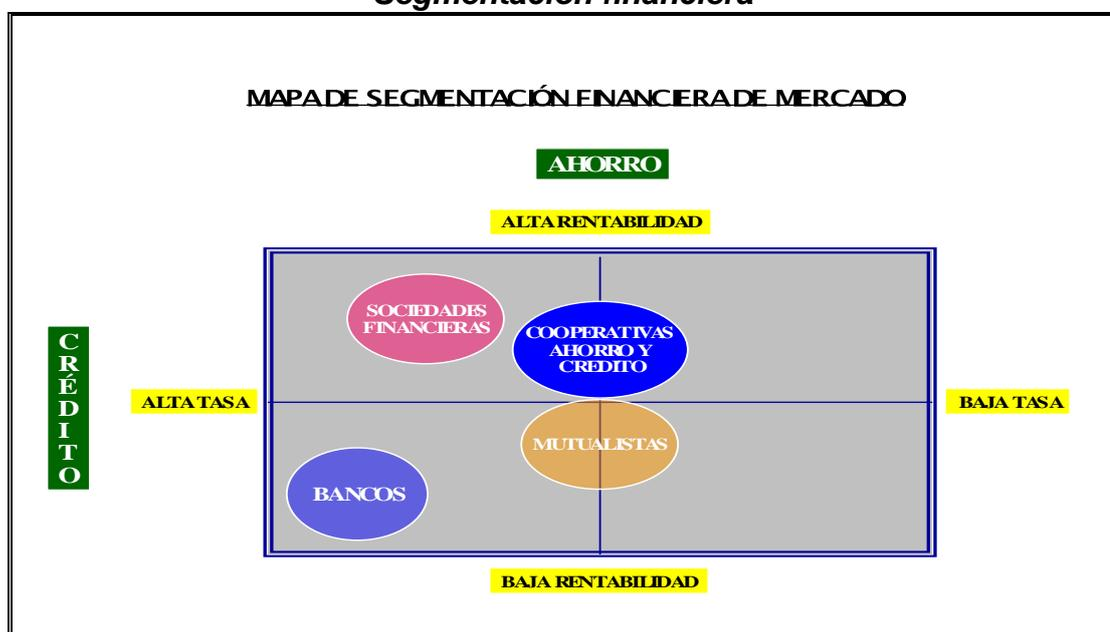 Segmentación financiera
MAPA DE SEGMENTACIÓN FINANCIERA DE MERCADO
AHORRO
ALTA RENTABILIDAD
SOCIEDADES
FINANCIERAS
COOPERATIVAS
AHORRO Y
CREDITO
CRÉDITO
ALTA TASA
BAJA TASA
MUTUALISTAS
BANCOS
BAJA RENTABILIDAD